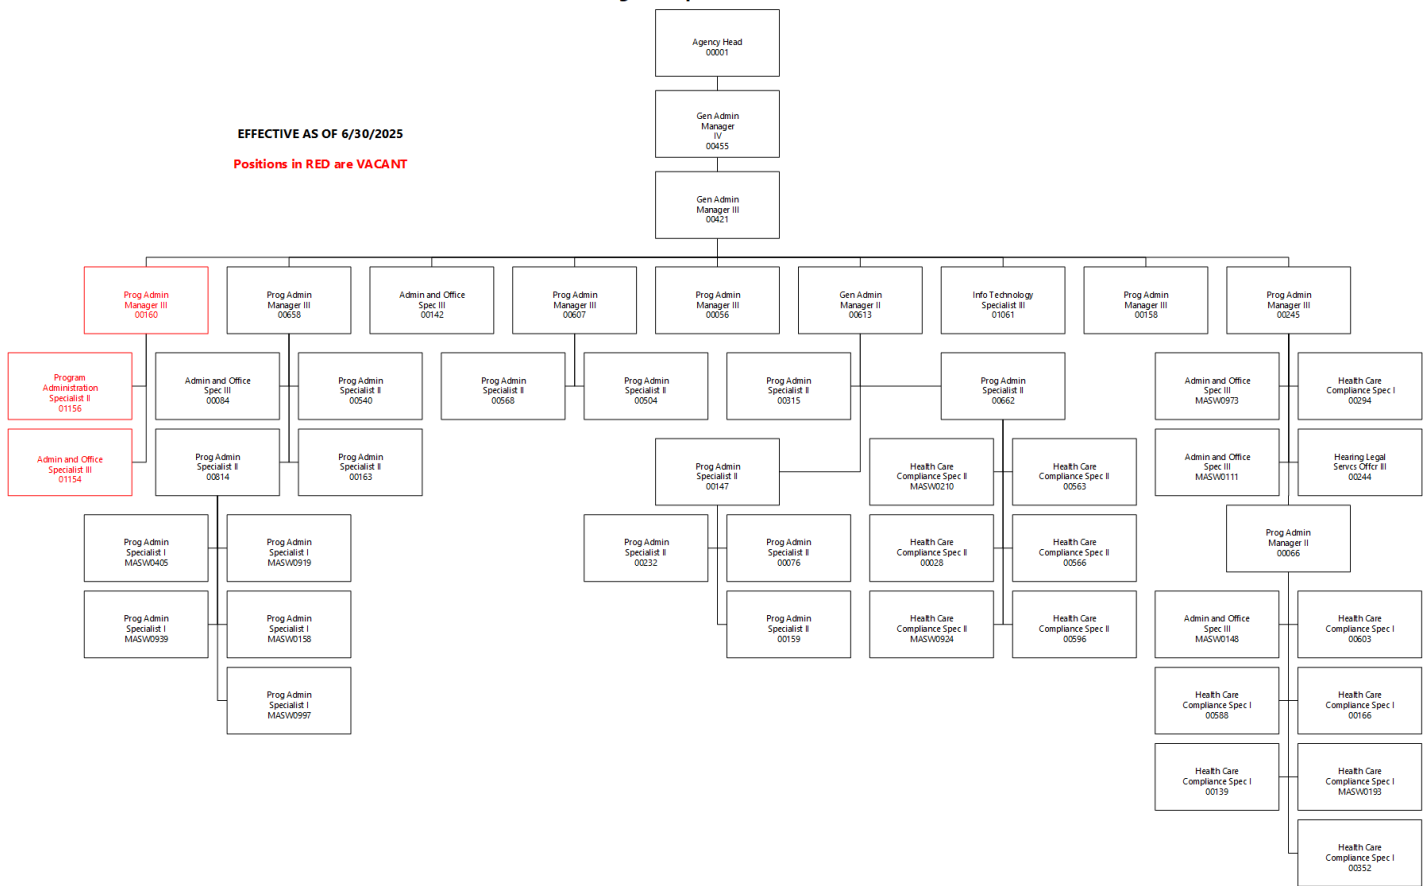 Agency Head
00001
Gen Admin
Manager
IV
00455
EFFECTIVE AS OF 6/30/2025
Positions in RED are VACANT
Gen Admin
Manager III
00421
Prog Admin
Manager III
00160
Prog Admin
Manager III
00658
Admin and Office
Spec III
00142
Prog Admin
Manager III
00607
Prog Admin
Manager III
00056
Gen Admin
Manager II
00613
Info Technology
Specialist III
01061
Prog Admin
Manager III
00158
Prog Admin
Manager III
00245
Program
Administration
Specialist II
01156
Admin and Office
Spec III
00084
Prog Admin
Specialist II
00540
Prog Admin
Specialist II
00568
Prog Admin
Specialist II
00504
Prog Admin
Specialist II
00315
Prog Admin
Specialist II
00662
Admin and Office
Spec III
MASW0973
Health Care
Compliance Spec I
00294
Admin and Office
Specialist III
01154
Prog Admin
Specialist II
00814
Prog Admin
Specialist II
00163
Prog Admin
Specialist II
00147
Health Care
Compliance Spec II
MASW0210
Health Care
Compliance Spec II
00563
Admin and Office
Spec III
MASW0111
Hearing Legal
Servcs Offcr III
00244
Prog Admin
Specialist I
MASW0405
Prog Admin
Specialist I
MASW0919
Prog Admin
Specialist II
00232
Prog Admin
Specialist II
00076
Health Care
Compliance Spec II
00028
Health Care
Compliance Spec II
00566
Prog Admin
Manager II
00066
Prog Admin
Specialist I
MASW0939
Prog Admin
Specialist I
MASW0158
Prog Admin
Specialist II
00159
Health Care
Compliance Spec II
MASW0924
Health Care
Compliance Spec II
00596
Admin and Office
Spec III
MASW0148
Health Care
Compliance Spec I
00603
Prog Admin
Specialist I
MASW0997
Health Care
Compliance Spec I
00588
Health Care
Compliance Spec I
00166
Health Care
Compliance Spec I
00139
Health Care
Compliance Spec I
MASW0193
Health Care
Compliance Spec I
00352